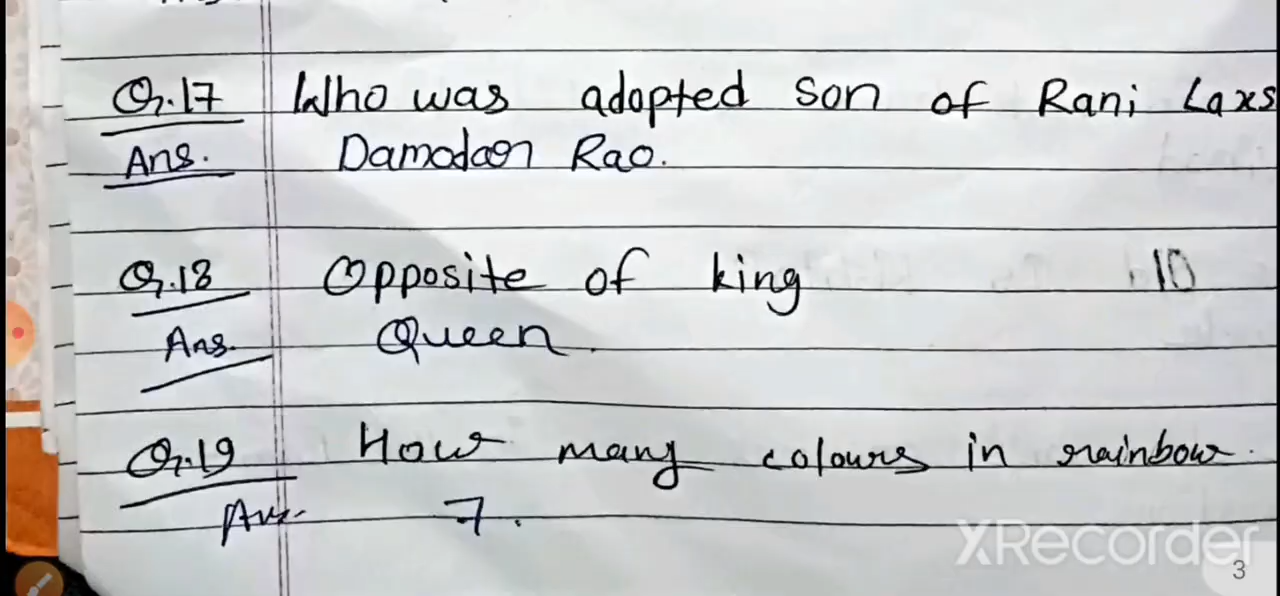 Q.17 Who was adopted son of Rani Laxs
Ans. Damodar Rao.
Q.18 Opposite of king
Ans. Queen.
Q.19 How many colours in rainbow.
Ans. 7.
XRecorder
3